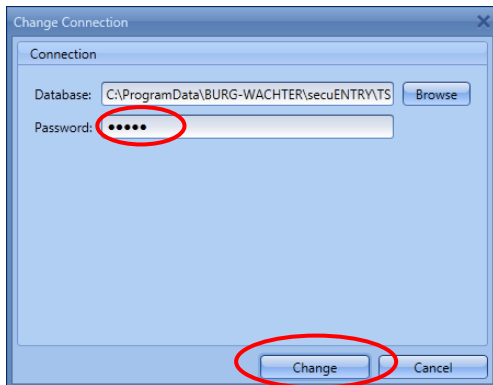 Change Connection
Connection
Database: C:\ProgramData\BURG-WACHTER\secuENTRY\TS Browse
Password: •••••
Change Cancel